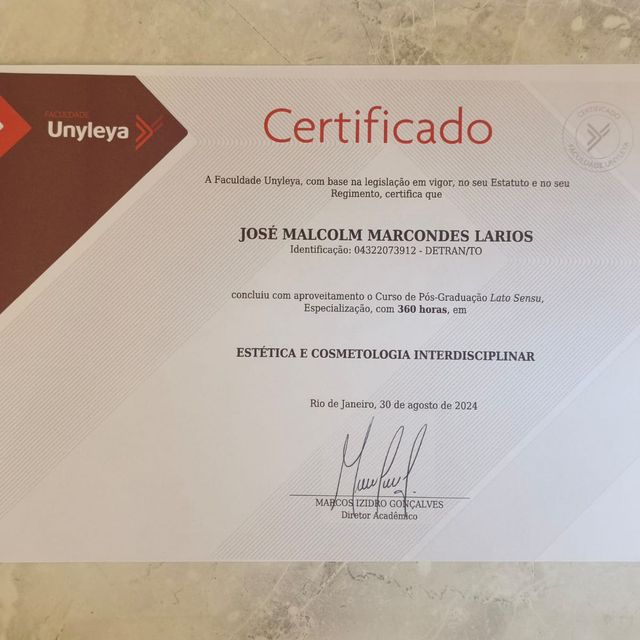 FACULDADE
Unyleya
Certificado
CERTIFICADO
FACULDADE UNYLEYA
A Faculdade Unyleya, com base na legislação em vigor, no seu Estatuto e no seu
Regimento, certifica que
JOSÉ MALCOLM MARCONDES LARIOS
Identificação: 04322073912 - DETRAN/TO
concluiu com aproveitamento o Curso de Pós-Graduação Lato Sensu,
Especialização, com 360 horas, em
ESTÉTICA E COSMETOLOGIA INTERDISCIPLINAR
Rio de Janeiro, 30 de agosto de 2024
MARCOS IZIDRO GONÇALVES
Diretor Acadêmico